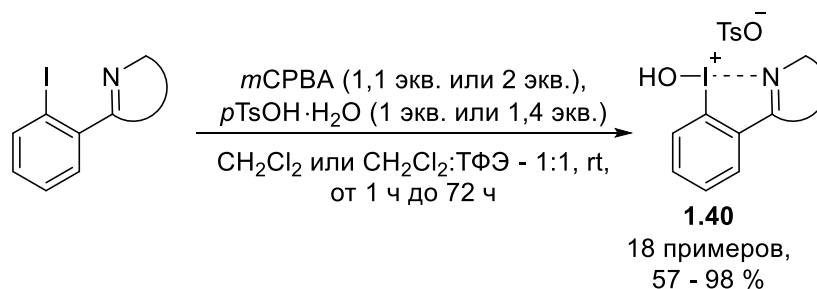 I
N
mCPBA (1,1 экв. или 2 экв.),
pTsOH·H₂O (1 экв. или 1,4 экв.)
CH₂Cl₂ или CH₂Cl₂:ТФЭ - 1:1, rt,
от 1 ч до 72 ч
TsO⁻
HO I⁺ N
1.40
18 примеров,
57 - 98 %